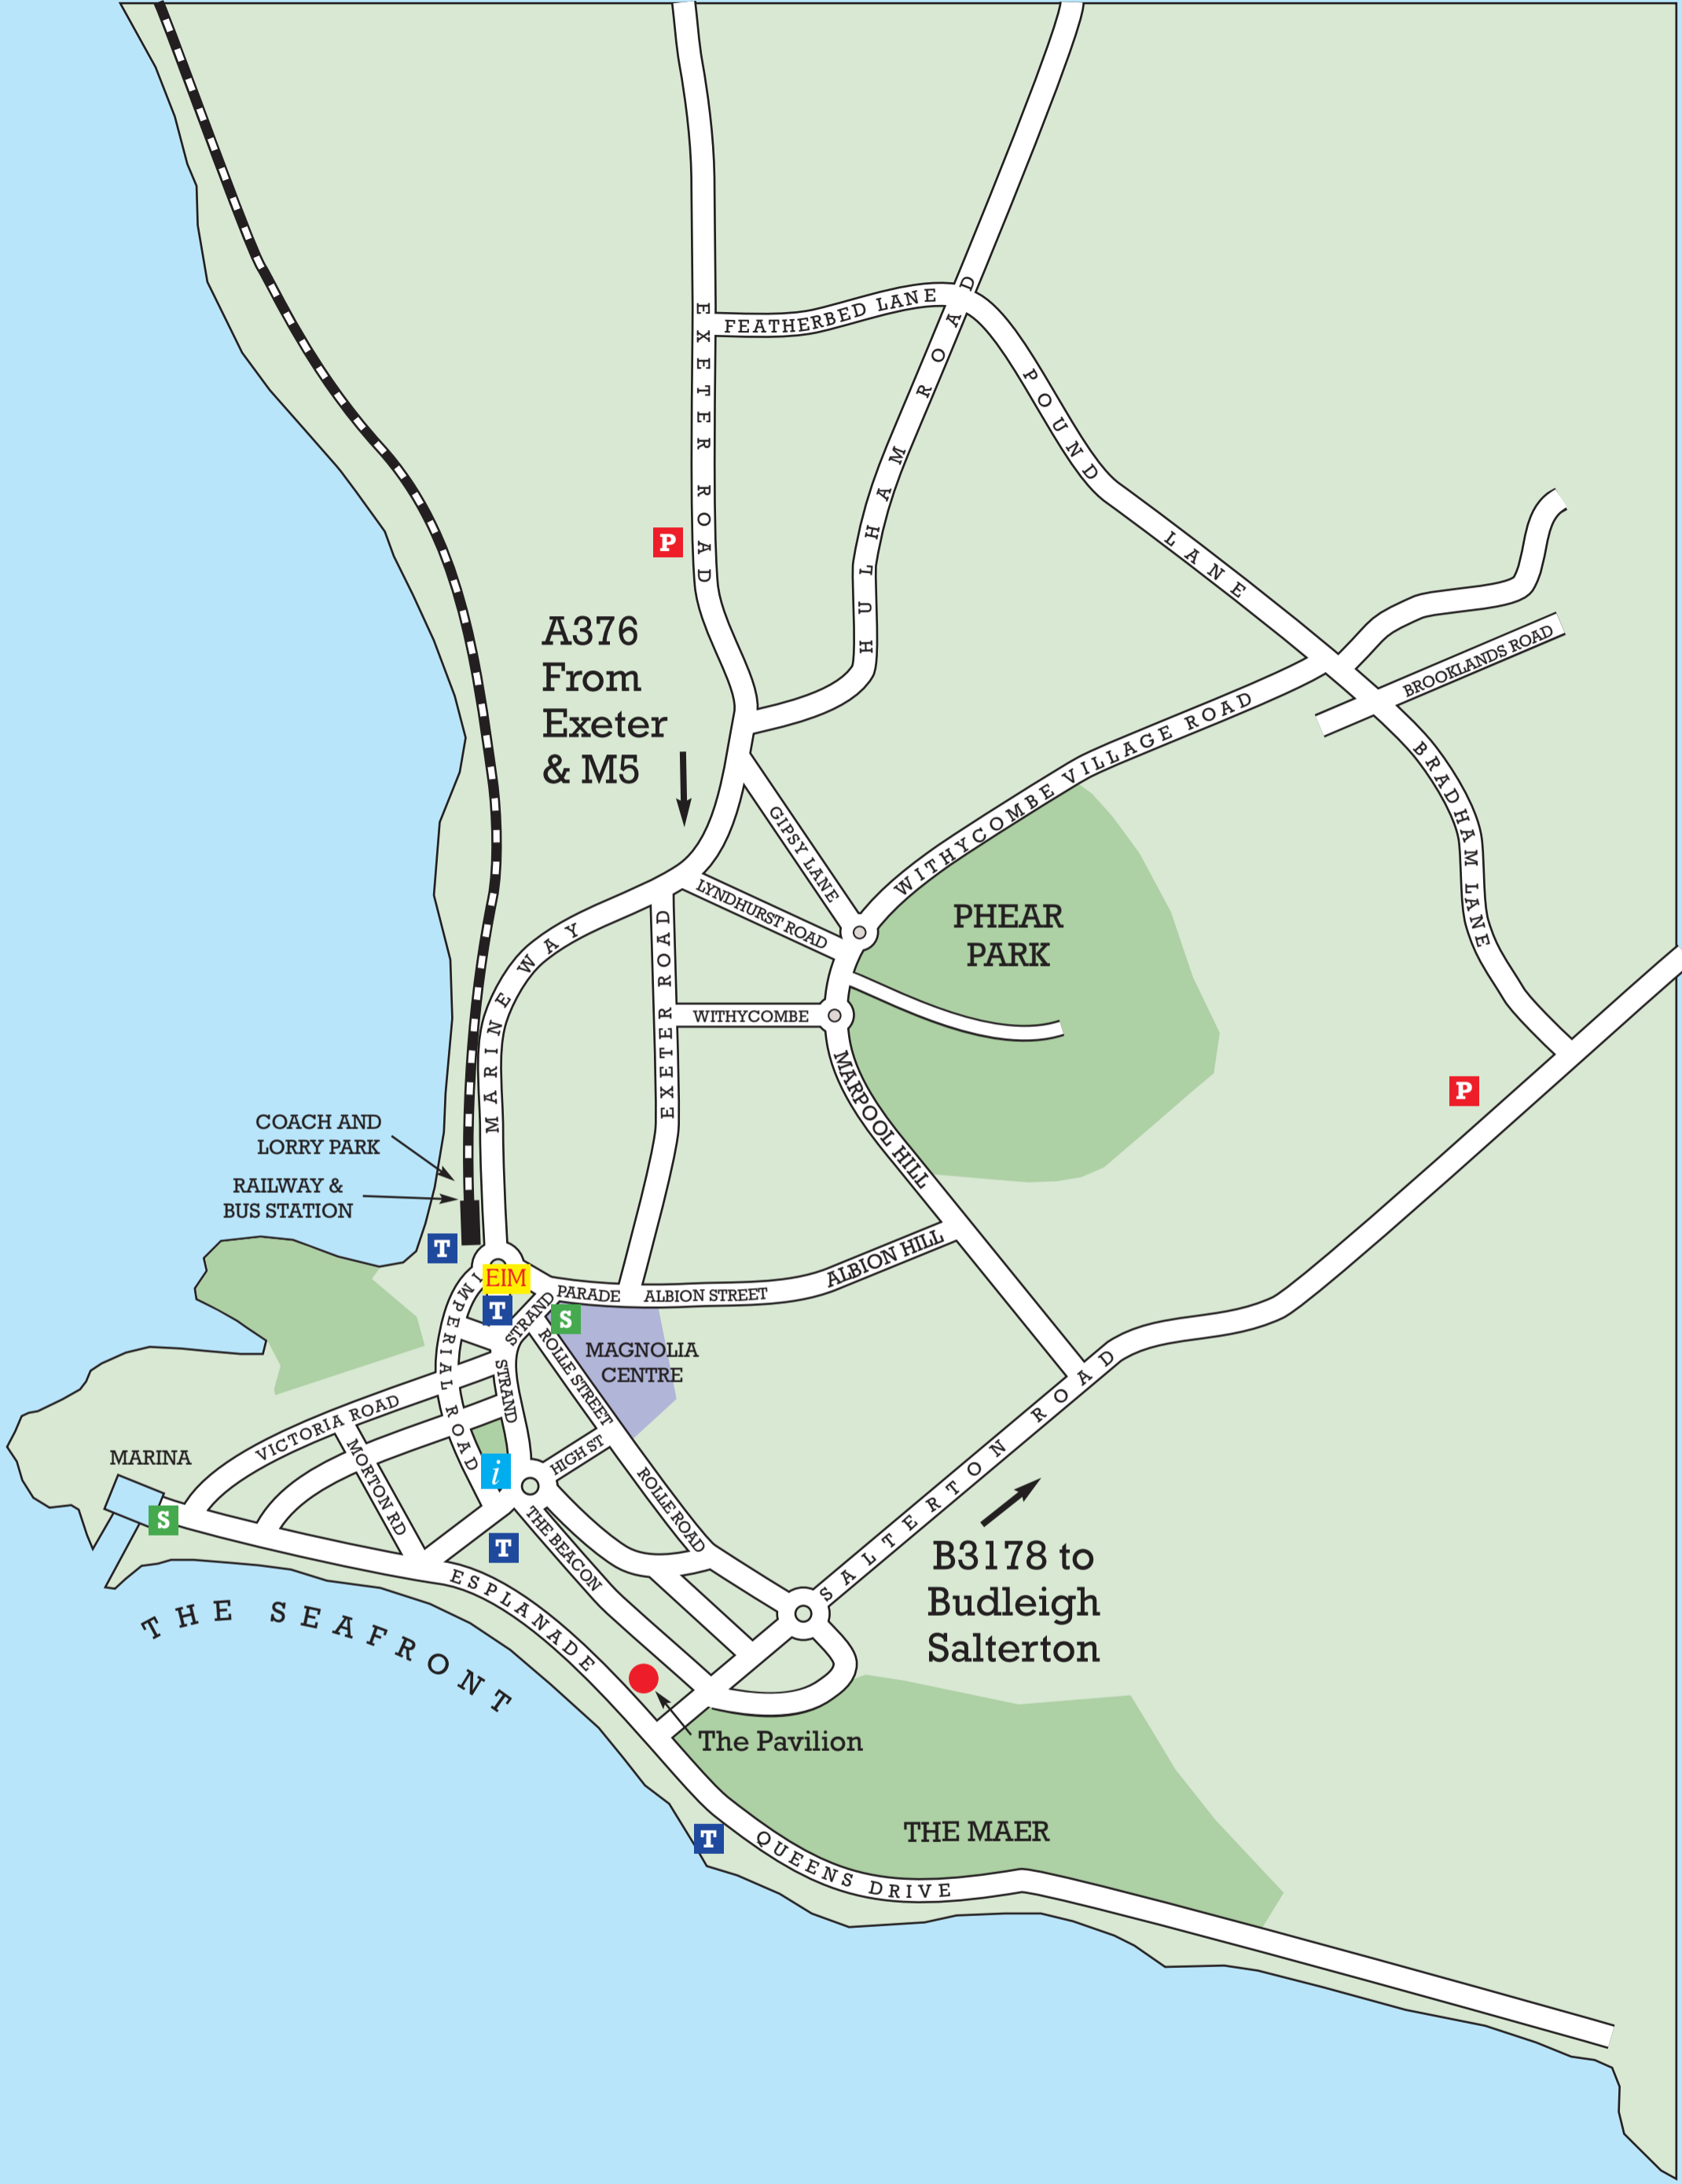 FEATHERBED LANE
EXETER ROAD
HULHAM ROAD
POUND LANE
P
A376
From
Exeter
& M5
BROOKLANDS ROAD
WITHYCOMBE VILLAGE ROAD
BRADHAM LANE
GIPSY LANE
LYNDHURST ROAD
PHEAR
PARK
MARINE WAY
EXETER ROAD
WITHYCOMBE
MARPOOL HILL
P
COACH AND
LORRY PARK
RAILWAY &
BUS STATION
T
EIM
T
S
PARADE
ALBION STREET
ALBION HILL
IMPERIAL ROAD
STRAND
STRAND
ROLLE STREET
MAGNOLIA
CENTRE
VICTORIA ROAD
MORTON RD
MARINA
S
i
HIGH ST
ROLLE ROAD
SALTERTON ROAD
T
THE BEACON
ESPLANADE
B3178 to
Budleigh
Salterton
THE SEAFRONT
The Pavilion
THE MAER
T
QUEENS DRIVE